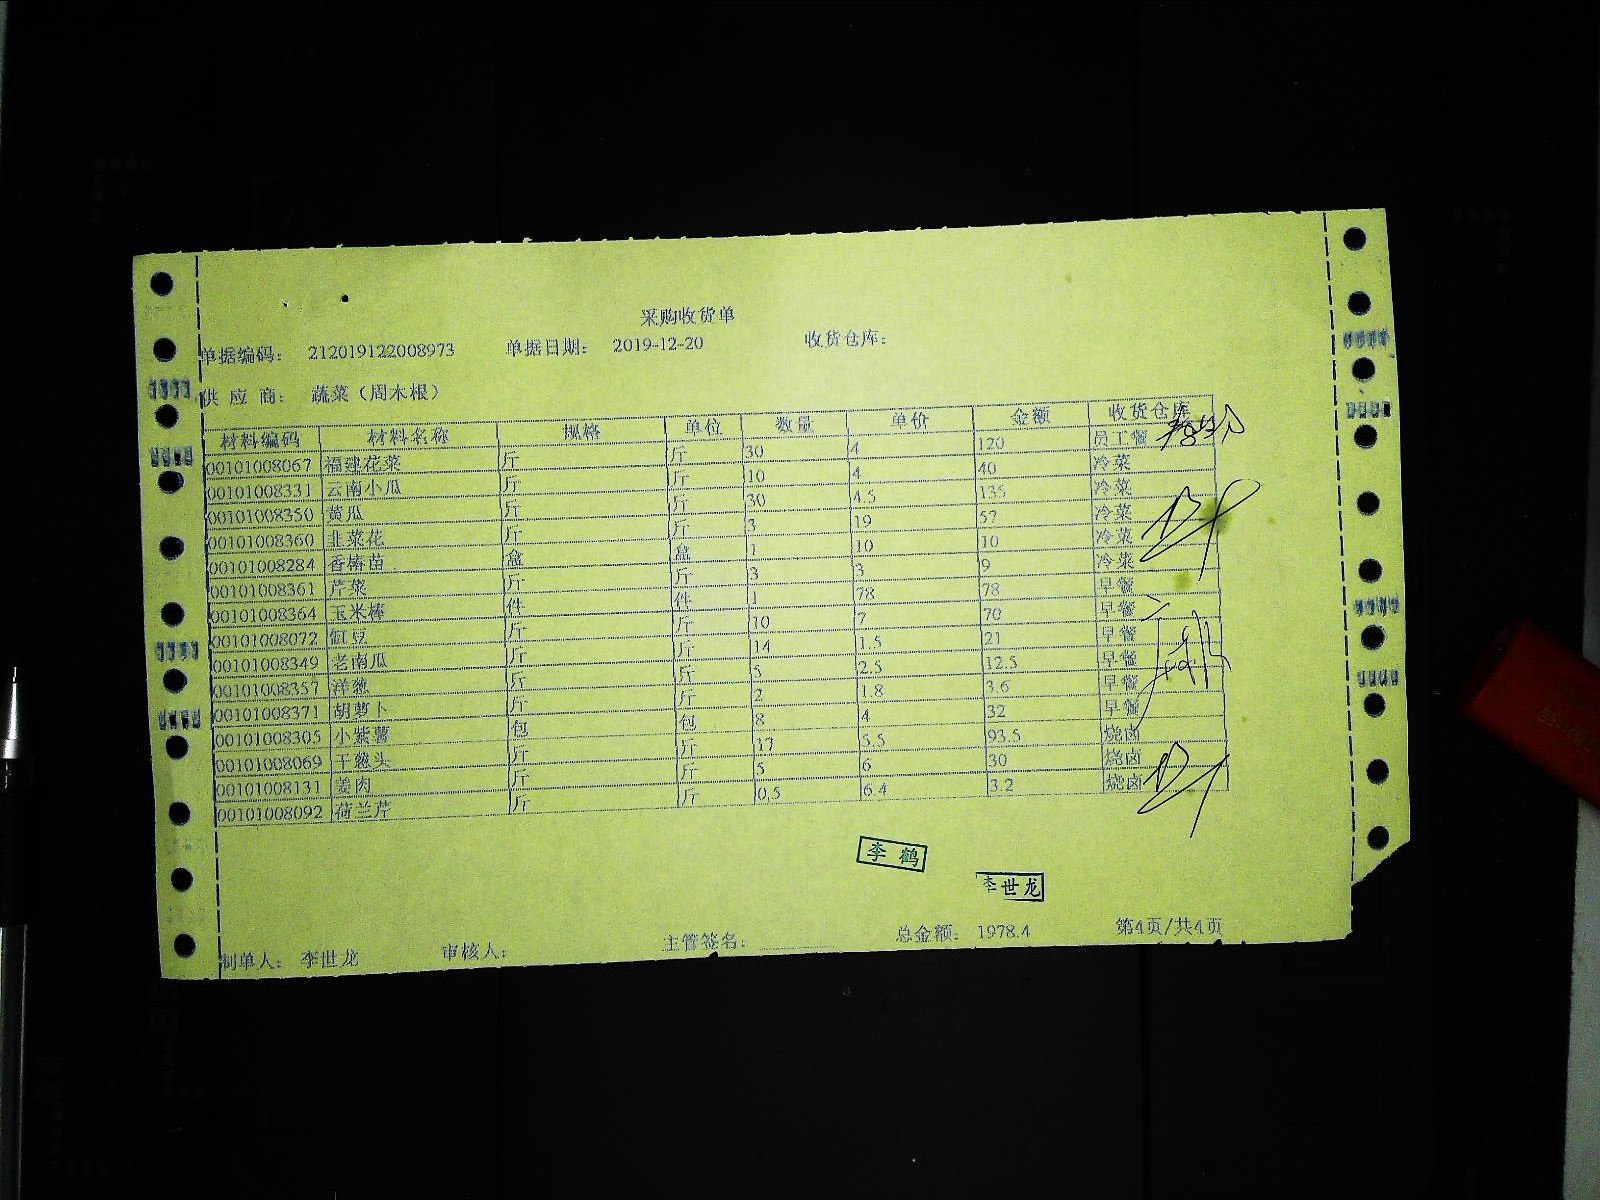 采购收货单
单据编码： 212019122008973 单据日期： 2019-12-20 收货仓库：
供 应 商： 蔬菜（周木根）
材料编码 材料名称 规格 单位 数量 单价 金额 收货仓库
00101008067 福建花菜 斤 斤 30 4 120 员工餐
00101008331 云南小瓜 斤 斤 10 4 40 冷菜
00101008350 黄瓜 斤 斤 30 4.5 135 冷菜
00101008360 韭菜花 斤 斤 3 19 57 冷菜
00101008284 香椿苗 盒 盒 1 10 10 冷菜
00101008361 芹菜 斤 斤 3 3 9 冷菜
00101008364 玉米棒 件 件 1 78 78 早餐
00101008072 缸豆 斤 斤 10 7 70 早餐
00101008349 老南瓜 斤 斤 14 1.5 21 早餐
00101008357 洋葱 斤 斤 5 2.5 12.5 早餐
00101008371 胡萝卜 斤 斤 2 1.8 3.6 早餐
00101008305 小紫薯 包 包 8 4 32 早餐
00101008069 干葱头 斤 斤 17 5.5 93.5 烧卤
00101008131 姜肉 斤 斤 5 6 30 烧卤
00101008092 荷兰芹 斤 斤 0.5 6.4 3.2 烧卤
李 鹤
李世龙
制单人： 李世龙 审核人： 主管签名： 总金额： 1978.4 第4页/共4页